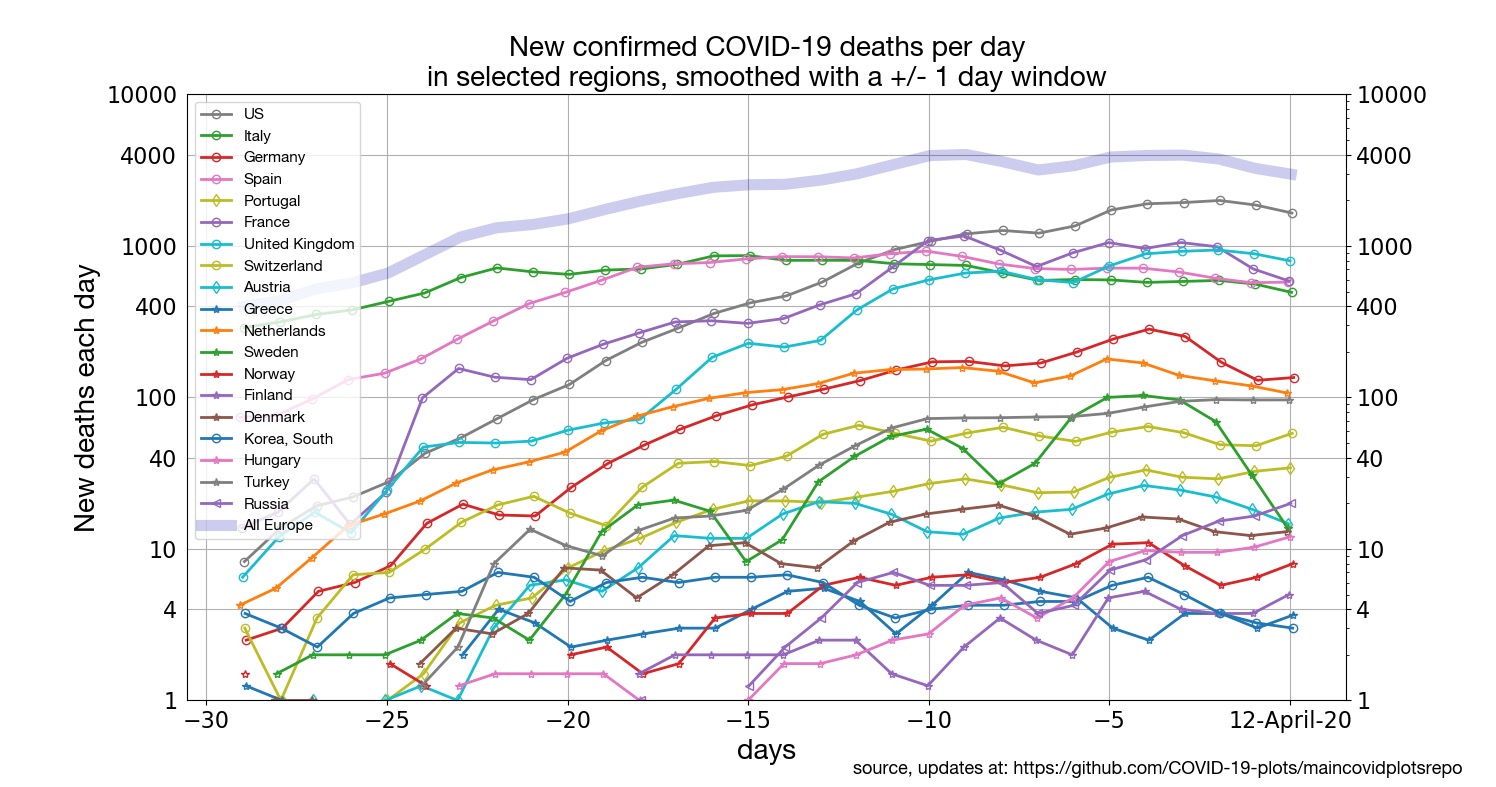 New confirmed COVID-19 deaths per day
in selected regions, smoothed with a +/- 1 day window
10000
4000
1000
400
100
40
10
4
1
New deaths each day
US
Italy
Germany
Spain
Portugal
France
United Kingdom
Switzerland
Austria
Greece
Netherlands
Sweden
Norway
Finland
Denmark
Korea, South
Hungary
Turkey
Russia
All Europe
10000
4000
1000
400
100
40
10
4
1
−30 −25 −20 −15 −10 −5 12-April-20
days
source, updates at: https://github.com/COVID-19-plots/maincovidplotsrepo